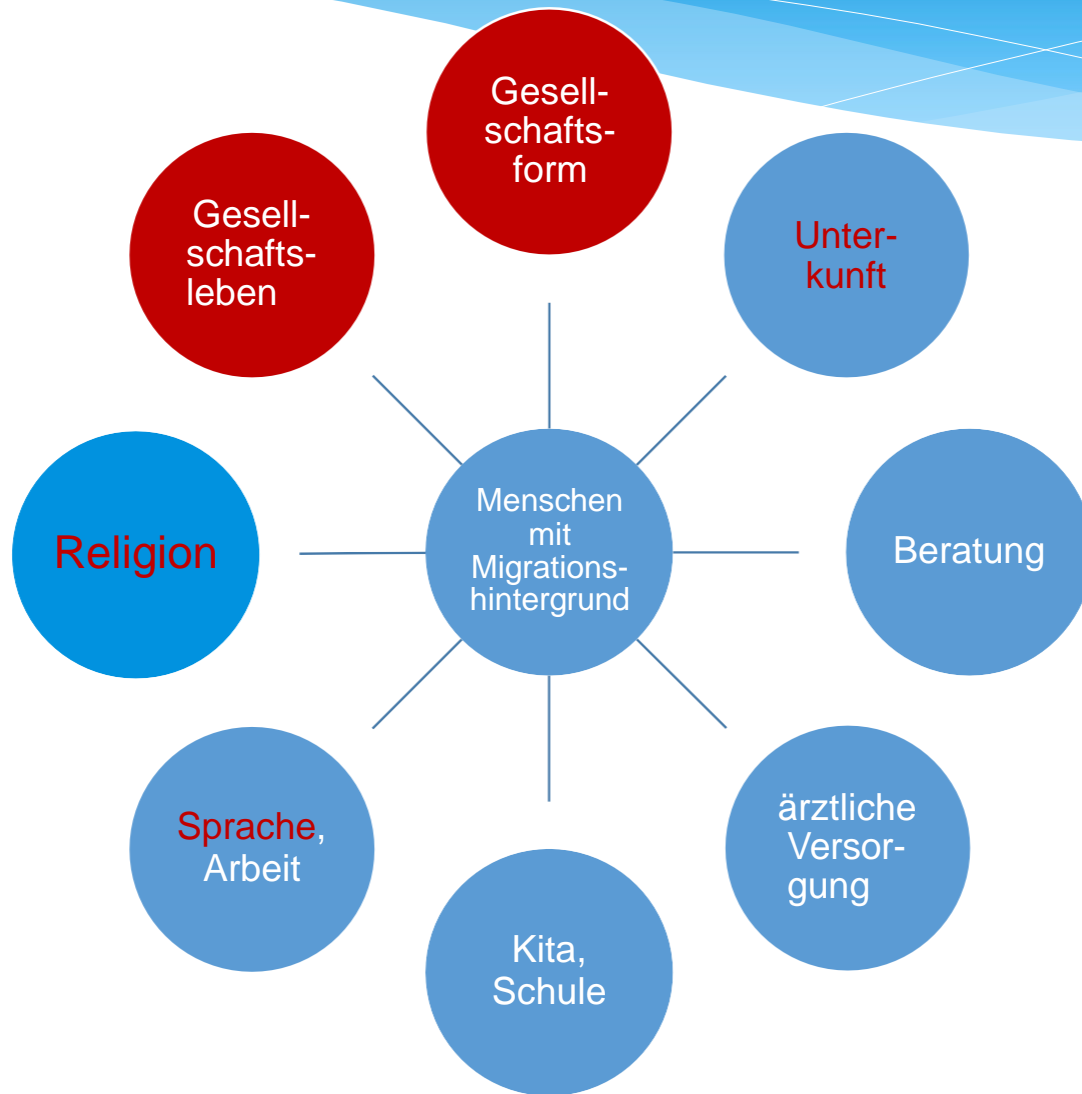 Gesell-
schafts-
form
Gesell-
schafts-
leben
Unter-
kunft
Religion
Menschen
mit
Migrations-
hintergrund
Beratung
Sprache,
Arbeit
ärztliche
Versor-
gung
Kita,
Schule